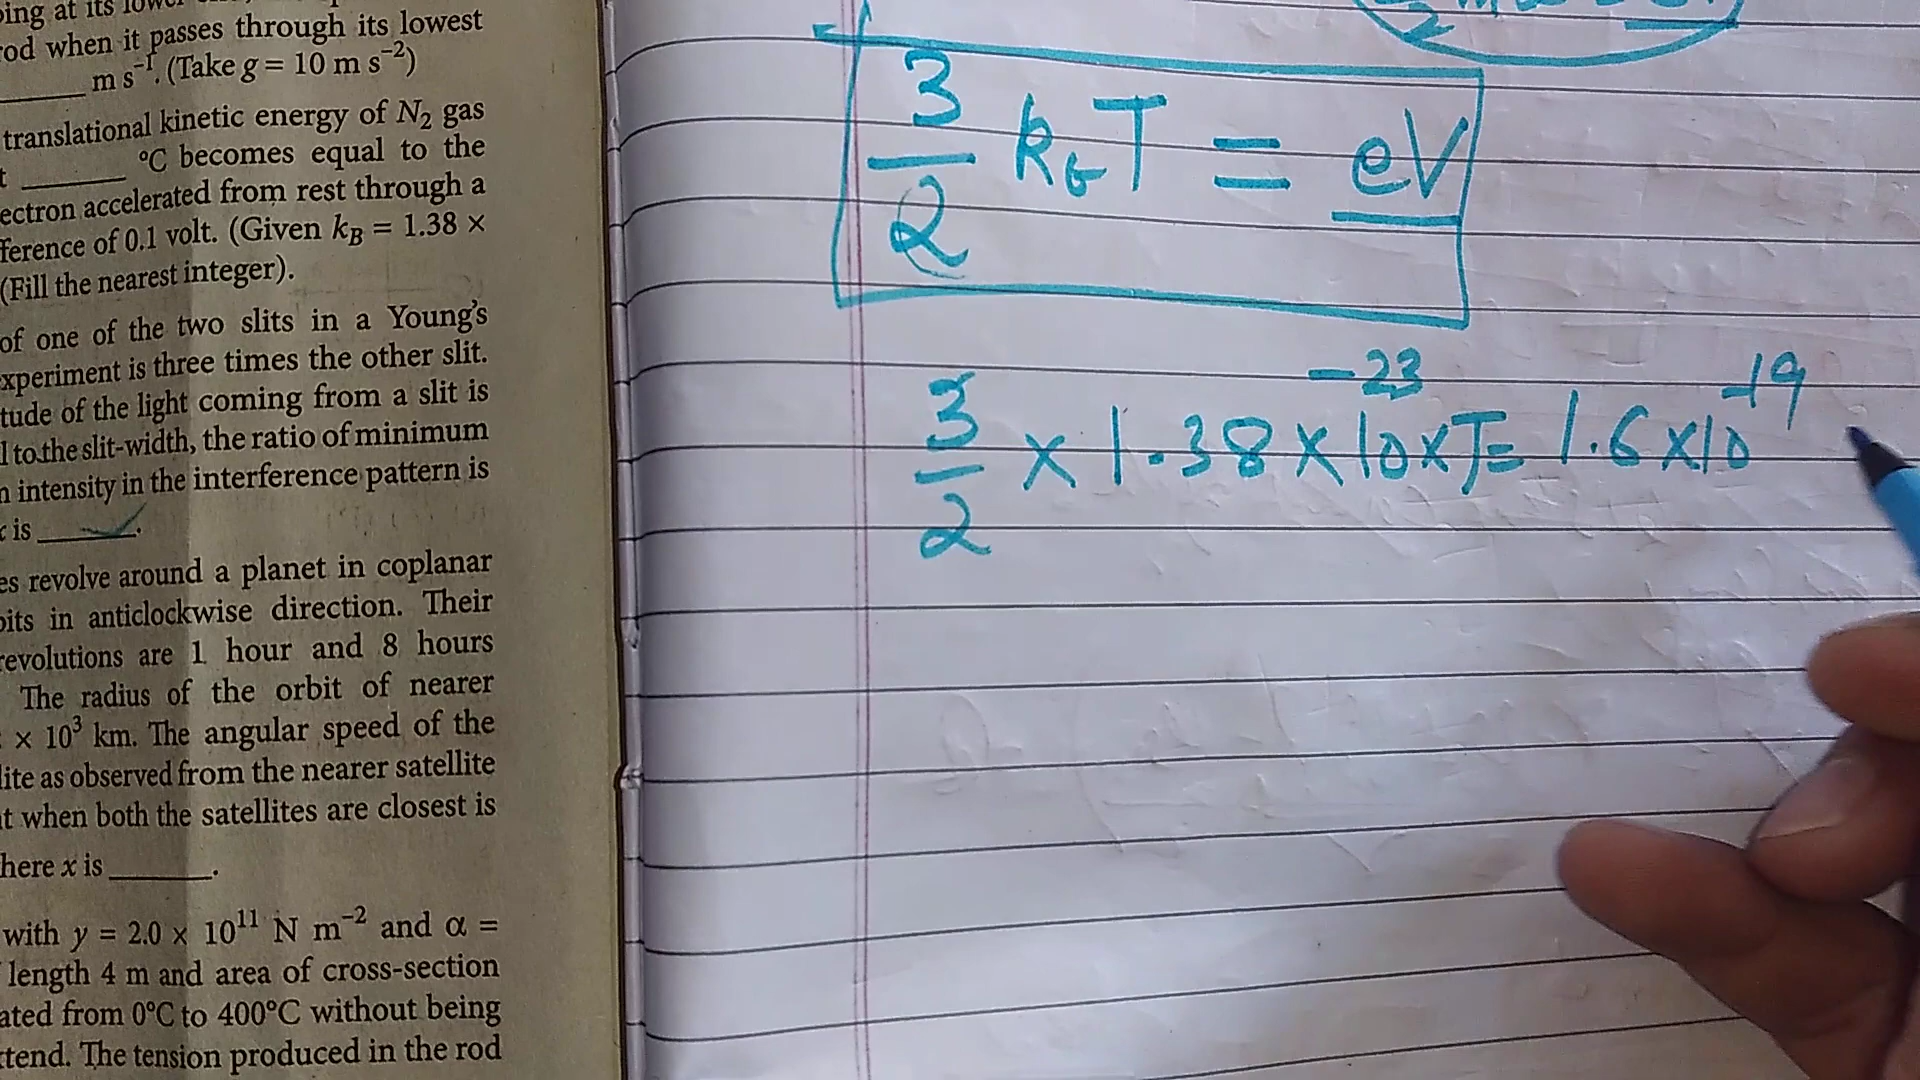 ping at its lower
rod when it passes through its lowest
______ m s⁻¹. (Take g = 10 m s⁻²)
translational kinetic energy of N₂ gas
t ______ °C becomes equal to the
ectron accelerated from rest through a
ference of 0.1 volt. (Given k_B = 1.38 ×
(Fill the nearest integer).
of one of the two slits in a Young's
xperiment is three times the other slit.
tude of the light coming from a slit is
l to the slit-width, the ratio of minimum
n intensity in the interference pattern is
is ______.
es revolve around a planet in coplanar
bits in anticlockwise direction. Their
revolutions are 1 hour and 8 hours
The radius of the orbit of nearer
× 10³ km. The angular speed of the
lite as observed from the nearer satellite
t when both the satellites are closest is
here x is ______.
with y = 2.0 × 10¹¹ N m⁻² and α =
length 4 m and area of cross-section
ated from 0°C to 400°C without being
xtend. The tension produced in the rod
3/2 k_B T = eV
3/2 × 1.38 × 10⁻²³ × T = 1.6 × 10⁻¹⁹